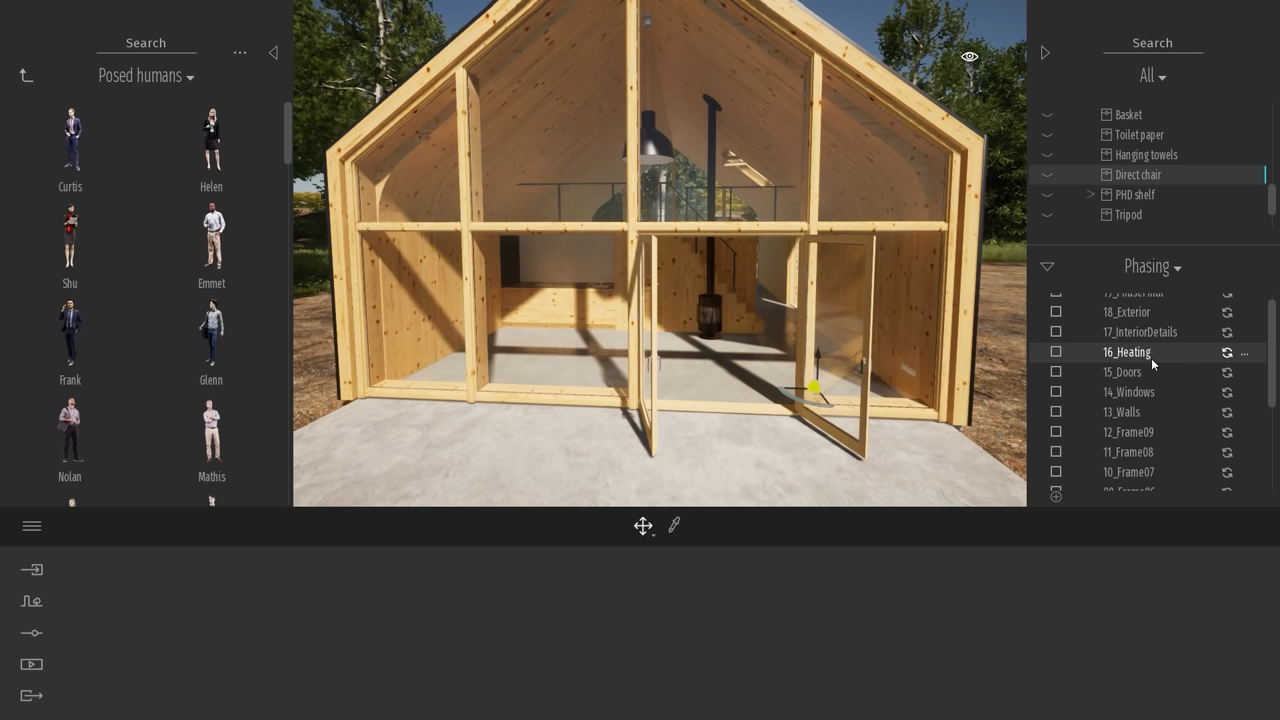 Search
...
Posed humans
Curtis
Helen
Shu
Emmet
Frank
Glenn
Nolan
Mathis
Search
All
Basket
Toilet paper
Hanging towels
Direct chair
> PHD shelf
Tripod
Phasing
18_Exterior
17_InteriorDetails
16_Heating ...
15_Doors
14_Windows
13_Walls
12_Frame09
11_Frame08
10_Frame07